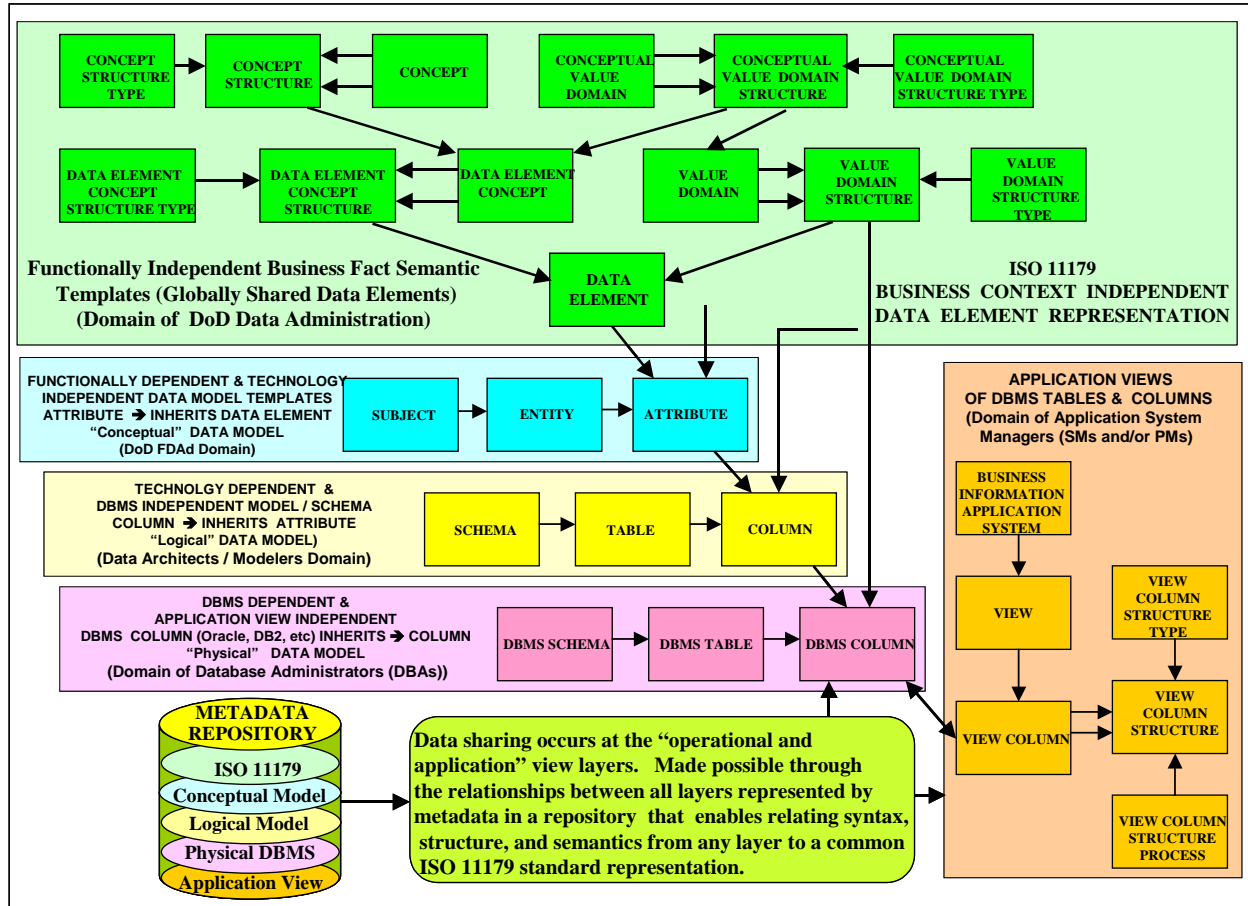 CONCEPT
STRUCTURE
TYPE
CONCEPT
STRUCTURE
CONCEPT
CONCEPTUAL
VALUE
DOMAIN
CONCEPTUAL
VALUE DOMAIN
STRUCTURE
CONCEPTUAL
VALUE DOMAIN
STRUCTURE TYPE
DATA ELEMENT
CONCEPT
STRUCTURE TYPE
DATA ELEMENT
CONCEPT
STRUCTURE
DATA ELEMENT
CONCEPT
VALUE
DOMAIN
VALUE
DOMAIN
STRUCTURE
VALUE
DOMAIN
STRUCTURE
TYPE
Functionally Independent Business Fact Semantic
Templates (Globally Shared Data Elements)
(Domain of DoD Data Administration)
DATA
ELEMENT
ISO 11179
BUSINESS CONTEXT INDEPENDENT
DATA ELEMENT REPRESENTATION
FUNCTIONALLY DEPENDENT & TECHNOLOGY
INDEPENDENT DATA MODEL TEMPLATES
ATTRIBUTE ➔ INHERITS DATA ELEMENT
“Conceptual” DATA MODEL
(DoD FDAd Domain)
SUBJECT
ENTITY
ATTRIBUTE
TECHNOLGY DEPENDENT &
DBMS INDEPENDENT MODEL / SCHEMA
COLUMN ➔ INHERITS ATTRIBUTE
“Logical” DATA MODEL)
(Data Architects / Modelers Domain)
SCHEMA
TABLE
COLUMN
DBMS DEPENDENT &
APPLICATION VIEW INDEPENDENT
DBMS COLUMN (Oracle, DB2, etc) INHERITS ➔ COLUMN
“Physical” DATA MODEL
(Domain of Database Administrators (DBAs))
DBMS SCHEMA
DBMS TABLE
DBMS COLUMN
APPLICATION VIEWS
OF DBMS TABLES & COLUMNS
(Domain of Application System
Managers (SMs and/or PMs)
BUSINESS
INFORMATION
APPLICATION
SYSTEM
VIEW
VIEW
COLUMN
STRUCTURE
TYPE
VIEW COLUMN
VIEW
COLUMN
STRUCTURE
VIEW COLUMN
STRUCTURE
PROCESS
METADATA
REPOSITORY
ISO 11179
Conceptual Model
Logical Model
Physical DBMS
Application View
Data sharing occurs at the “operational and
application” view layers. Made possible through
the relationships between all layers represented by
metadata in a repository that enables relating syntax,
structure, and semantics from any layer to a common
ISO 11179 standard representation.